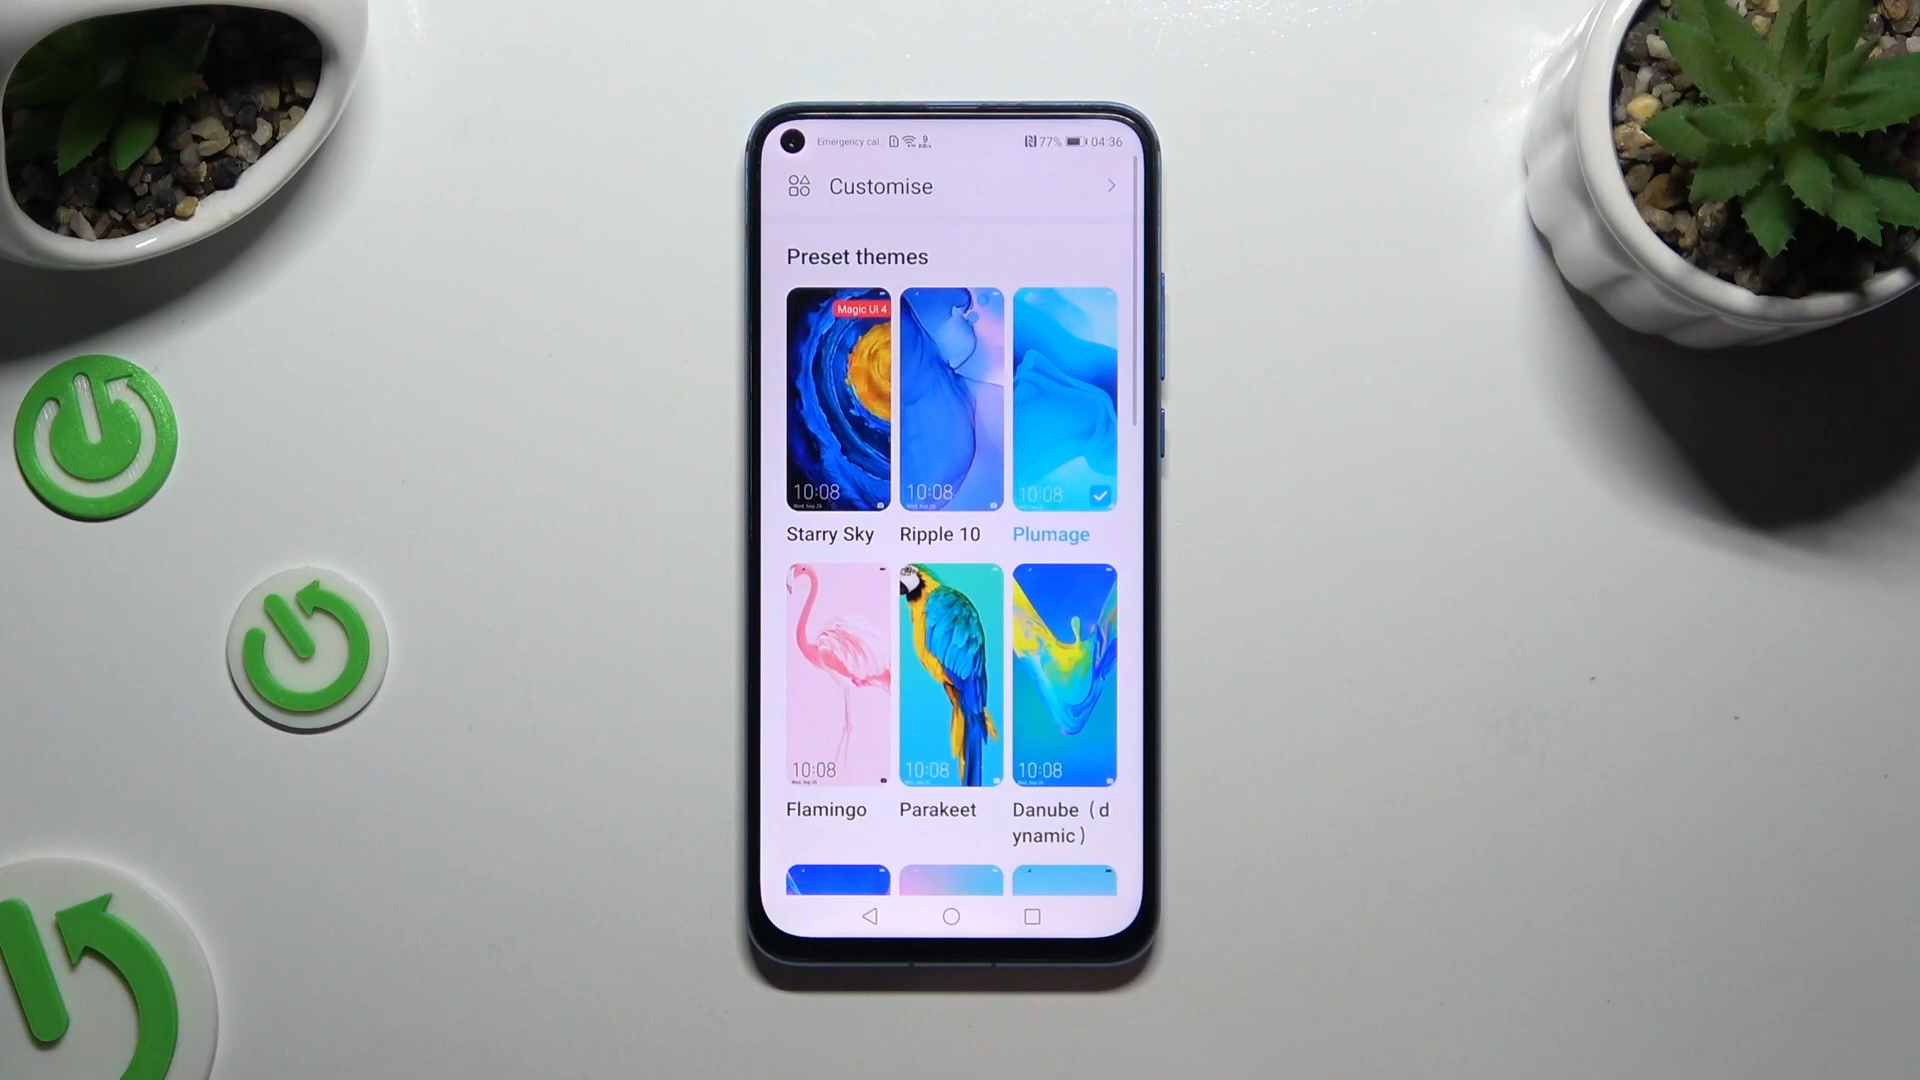 Emergency cal 77% 04:36
Customise
Preset themes
Magic UI 4
10:08 10:08 10:08
Starry Sky Ripple 10 Plumage
10:08 10:08 10:08
Flamingo Parakeet Danube (d
ynamic)